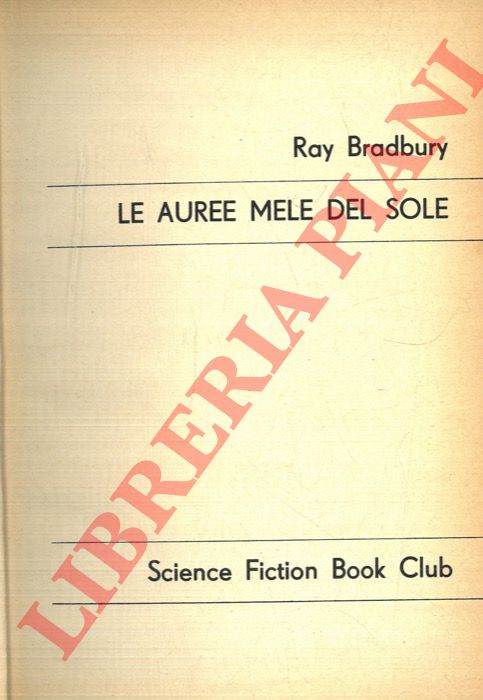 Ray Bradbury
LE AUREE MELE DEL SOLE
Science Fiction Book Club
LIBRERIA PIANI